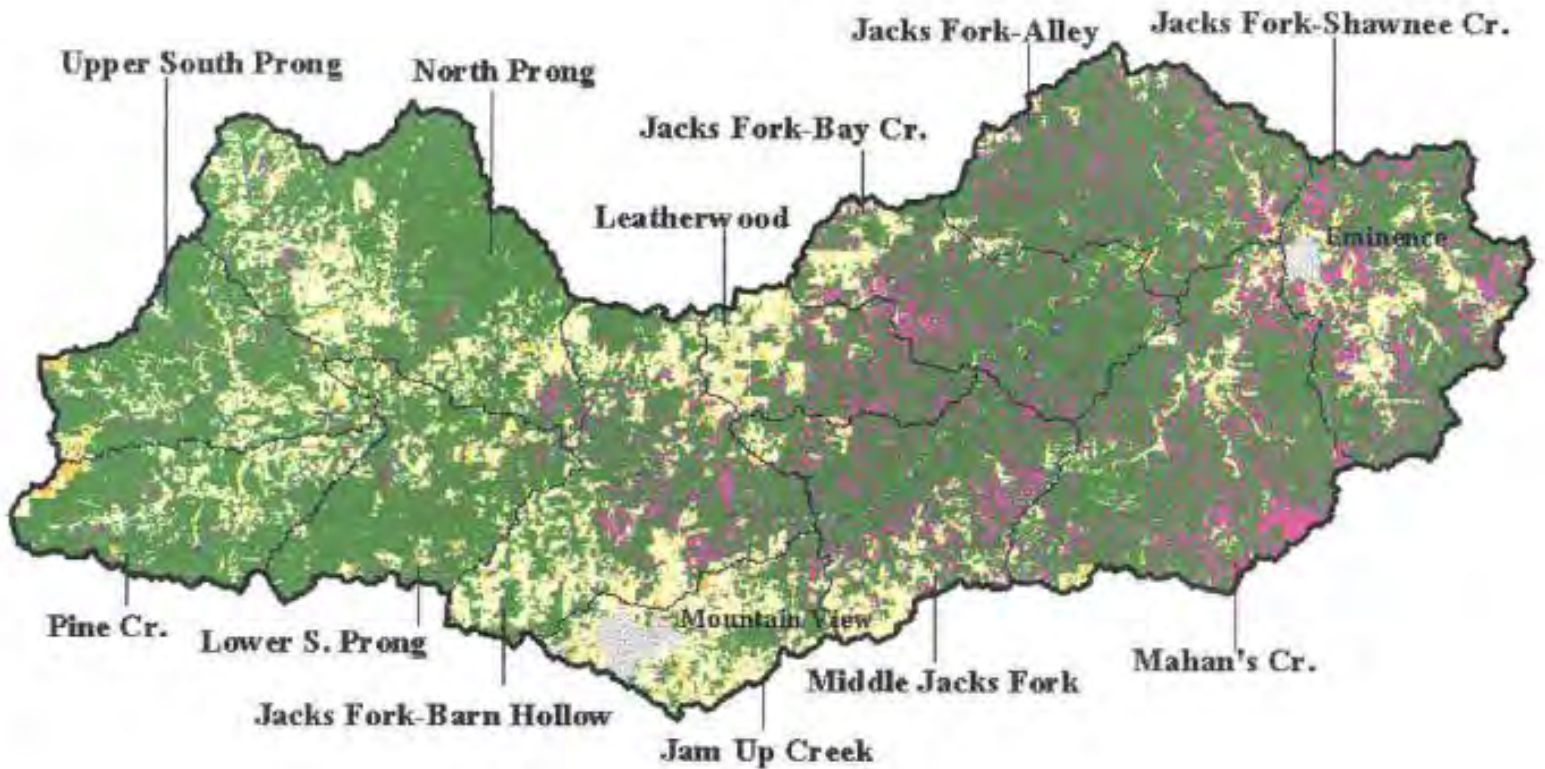 Jacks Fork-Alley
Jacks Fork-Shawnee Cr.
Upper South Prong
North Prong
Jacks Fork-Bay Cr.
Leatherwood
Eminence
Mountain View
Pine Cr.
Lower S. Prong
Mahan's Cr.
Middle Jacks Fork
Jacks Fork-Barn Hollow
Jam Up Creek